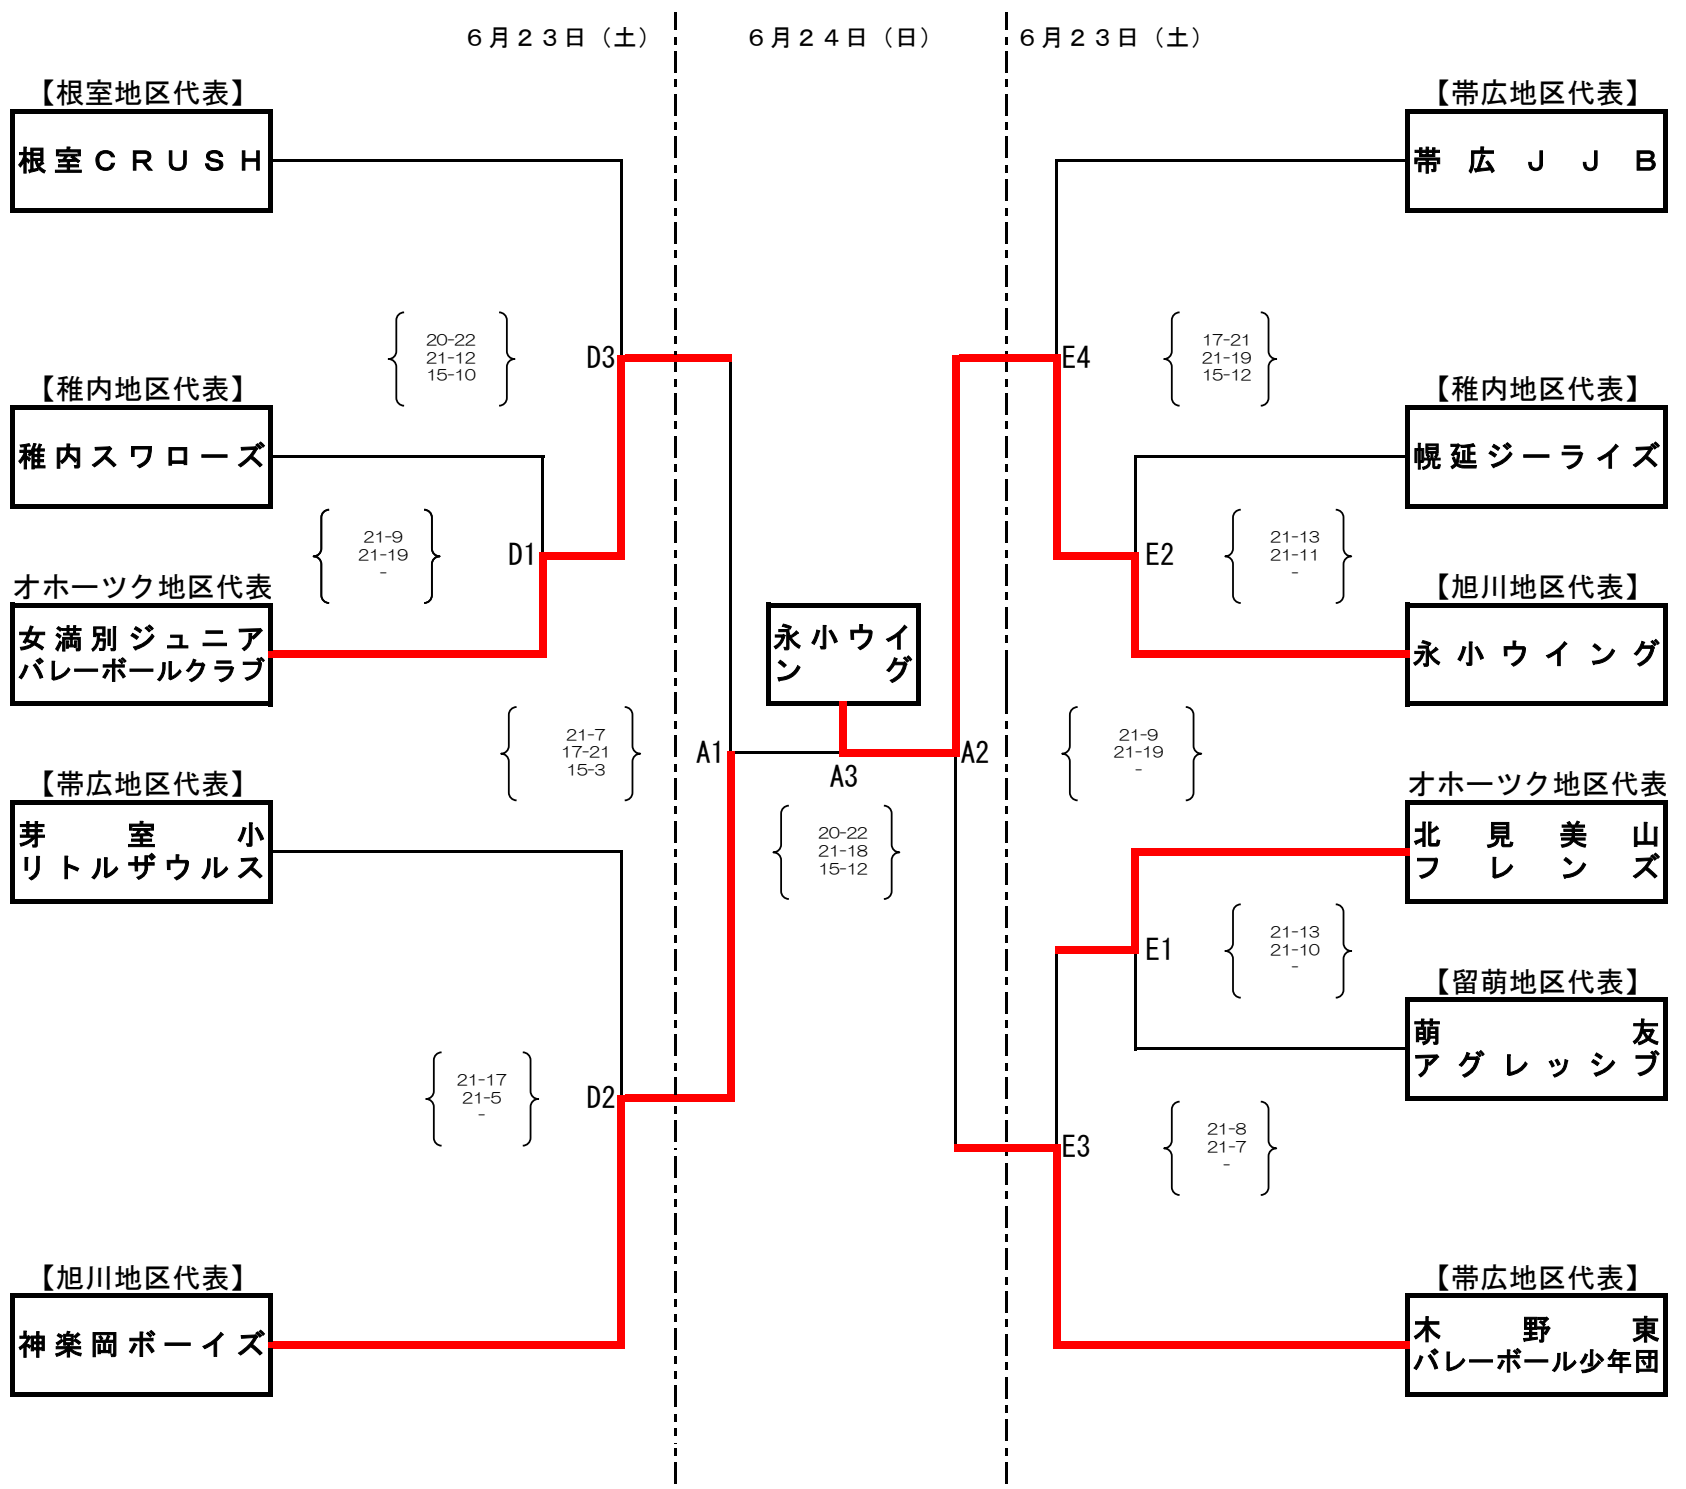 ６月２３日（土）
６月２４日（日）
６月２３日（土）
【根室地区代表】
根室ＣＲＵＳＨ
【帯広地区代表】
帯広ＪＪＢ
20-22
21-12
15-10
D3
E4
17-21
21-19
15-12
【稚内地区代表】
稚内スワローズ
【稚内地区代表】
幌延ジーライズ
21-9
21-19
-
D1
E2
21-13
21-11
-
オホーツク地区代表
女満別ジュニア
バレーボールクラブ
永小ウイ
ング
【旭川地区代表】
永小ウイング
21-7
17-21
15-3
A1
A3
A2
21-9
21-19
-
20-22
21-18
15-12
【帯広地区代表】
芽室小
リトルザウルス
オホーツク地区代表
北見美山
フレンズ
E1
21-13
21-10
-
【留萌地区代表】
萌友
アグレッシブ
21-17
21-5
-
D2
E3
21-8
21-7
-
【旭川地区代表】
神楽岡ボーイズ
【帯広地区代表】
木野東
バレーボール少年団